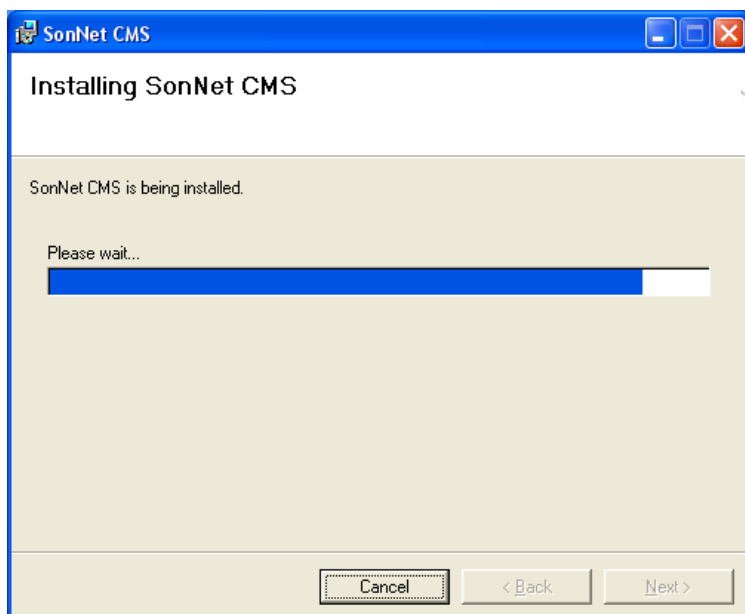 SonNet CMS
Installing SonNet CMS
SonNet CMS is being installed.
Please wait...
Cancel < Back Next >